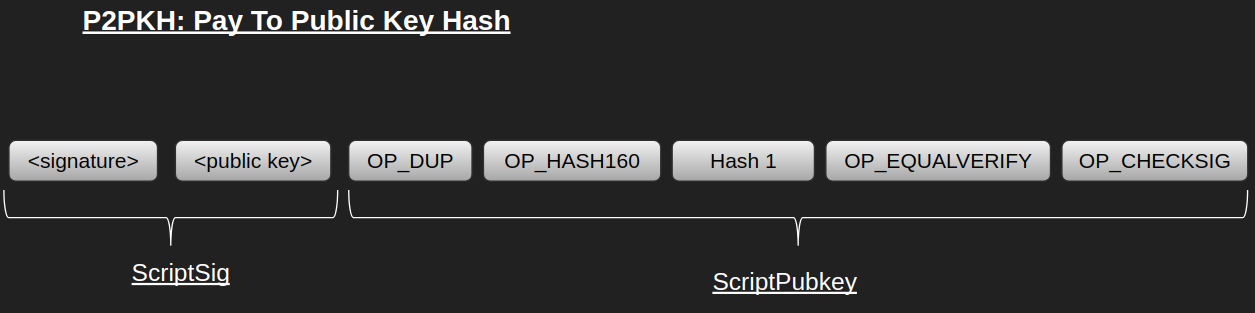 P2PKH: Pay To Public Key Hash
<signature> <public key> OP_DUP OP_HASH160 Hash 1 OP_EQUALVERIFY OP_CHECKSIG
ScriptSig
ScriptPubkey